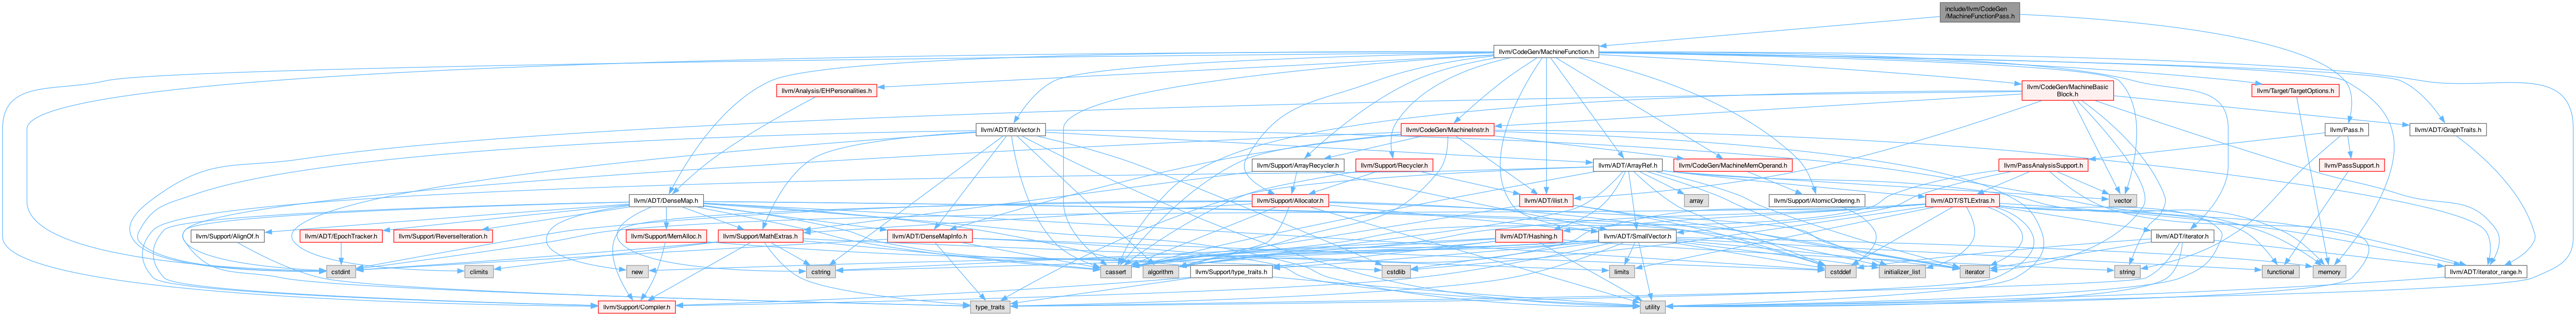 include/llvm/CodeGen
/MachineFunctionPass.h
llvm/CodeGen/MachineFunction.h
llvm/Analysis/EHPersonalities.h
llvm/CodeGen/MachineBasic
Block.h
llvm/Target/TargetOptions.h
llvm/ADT/BitVector.h
llvm/CodeGen/MachineInstr.h
llvm/Pass.h
llvm/ADT/GraphTraits.h
llvm/Support/ArrayRecycler.h
llvm/Support/Recycler.h
llvm/ADT/ArrayRef.h
llvm/CodeGen/MachineMemOperand.h
llvm/PassAnalysisSupport.h
llvm/PassSupport.h
llvm/ADT/DenseMap.h
llvm/Support/Allocator.h
llvm/ADT/ilist.h
array
llvm/Support/AtomicOrdering.h
llvm/ADT/STLExtras.h
vector
llvm/Support/AlignOf.h
llvm/ADT/EpochTracker.h
llvm/Support/ReverseIteration.h
llvm/Support/MemAlloc.h
llvm/Support/MathExtras.h
llvm/ADT/DenseMapInfo.h
llvm/ADT/Hashing.h
llvm/ADT/SmallVector.h
llvm/ADT/iterator.h
cstdint
climits
new
cstring
cassert
algorithm
llvm/Support/type_traits.h
cstdlib
limits
cstddef
initializer_list
iterator
string
functional
memory
llvm/ADT/iterator_range.h
llvm/Support/Compiler.h
type_traits
utility